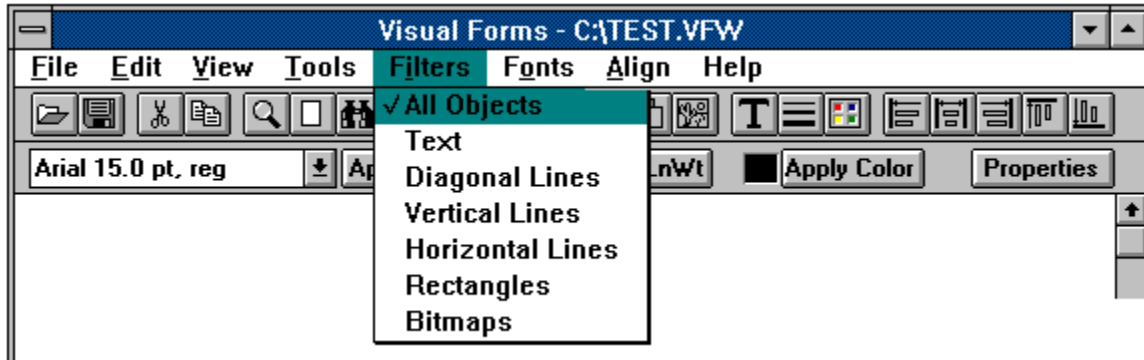 Visual Forms - C:\TEST.VFW
File Edit View Tools Filters Fonts Align Help
✓All Objects
T
Text
Arial 15.0 pt, reg Ap LnWt Apply Color Properties
Diagonal Lines
Vertical Lines
Horizontal Lines
Rectangles
Bitmaps